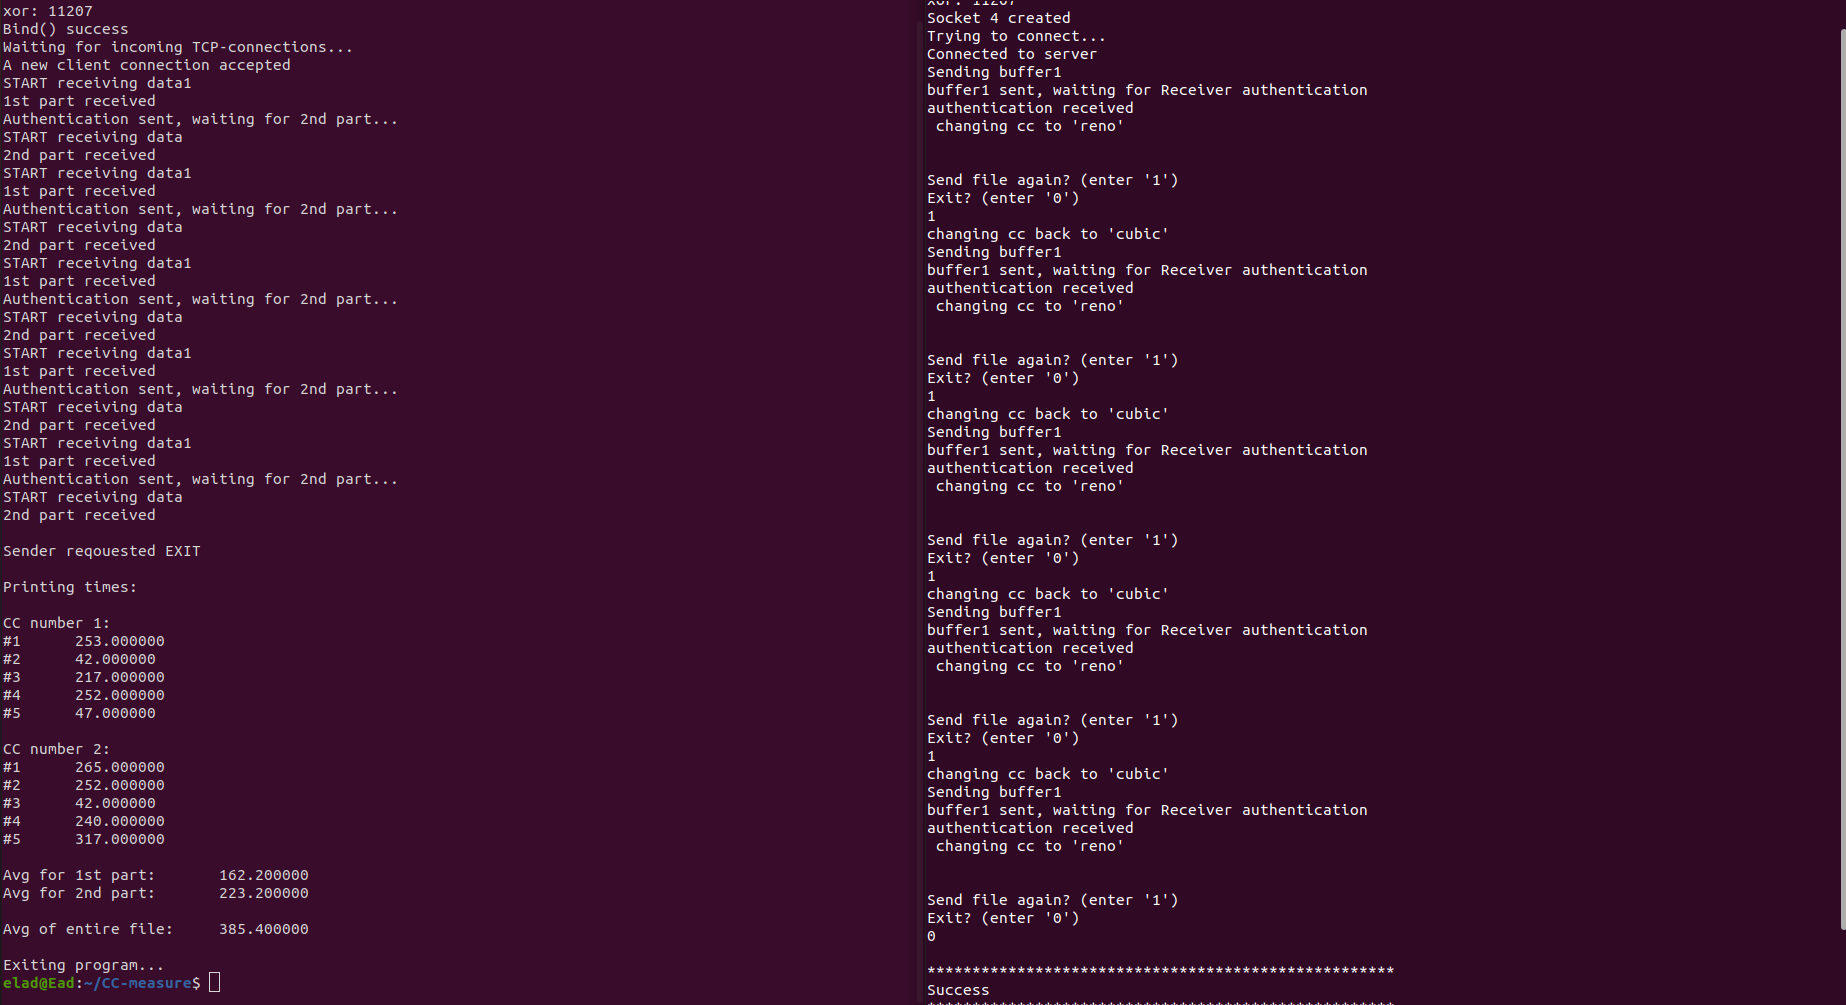 xor: 11207
Bind() success
Waiting for incoming TCP-connections...
A new client connection accepted
START receiving data1
1st part received
Authentication sent, waiting for 2nd part...
START receiving data
2nd part received
START receiving data1
1st part received
Authentication sent, waiting for 2nd part...
START receiving data
2nd part received
START receiving data1
1st part received
Authentication sent, waiting for 2nd part...
START receiving data
2nd part received
START receiving data1
1st part received
Authentication sent, waiting for 2nd part...
START receiving data
2nd part received
START receiving data1
1st part received
Authentication sent, waiting for 2nd part...
START receiving data
2nd part received

Sender reqouested EXIT

Printing times:

CC number 1:
#1      253.000000
#2      42.000000
#3      217.000000
#4      252.000000
#5      47.000000

CC number 2:
#1      265.000000
#2      252.000000
#3      42.000000
#4      240.000000
#5      317.000000

Avg for 1st part:       162.200000
Avg for 2nd part:       223.200000

Avg of entire file:     385.400000

Exiting program...
elad@Ead:~/CC-measure$
xor: 11207
Socket 4 created
Trying to connect...
Connected to server
Sending buffer1
buffer1 sent, waiting for Receiver authentication
authentication received
 changing cc to 'reno'

Send file again? (enter '1')
Exit? (enter '0')
1
changing cc back to 'cubic'
Sending buffer1
buffer1 sent, waiting for Receiver authentication
authentication received
 changing cc to 'reno'

Send file again? (enter '1')
Exit? (enter '0')
1
changing cc back to 'cubic'
Sending buffer1
buffer1 sent, waiting for Receiver authentication
authentication received
 changing cc to 'reno'

Send file again? (enter '1')
Exit? (enter '0')
1
changing cc back to 'cubic'
Sending buffer1
buffer1 sent, waiting for Receiver authentication
authentication received
 changing cc to 'reno'

Send file again? (enter '1')
Exit? (enter '0')
1
changing cc back to 'cubic'
Sending buffer1
buffer1 sent, waiting for Receiver authentication
authentication received
 changing cc to 'reno'

Send file again? (enter '1')
Exit? (enter '0')
0

****************************************************
Success
****************************************************